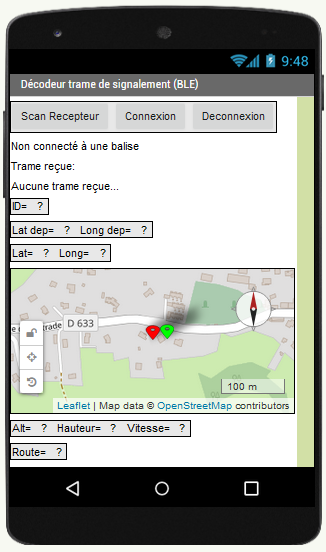 9:48
Décodeur trame de signalement (BLE)
Scan Recepteur Connexion Deconnexion
Non connecté à une balise
Trame reçue:
Aucune trame reçue...
ID= ?
Lat dep= ? Long dep= ?
Lat= ? Long= ?
D 633
100 m
Leaflet | Map data © OpenStreetMap contributors
Alt= ? Hauteur= ? Vitesse= ?
Route= ?